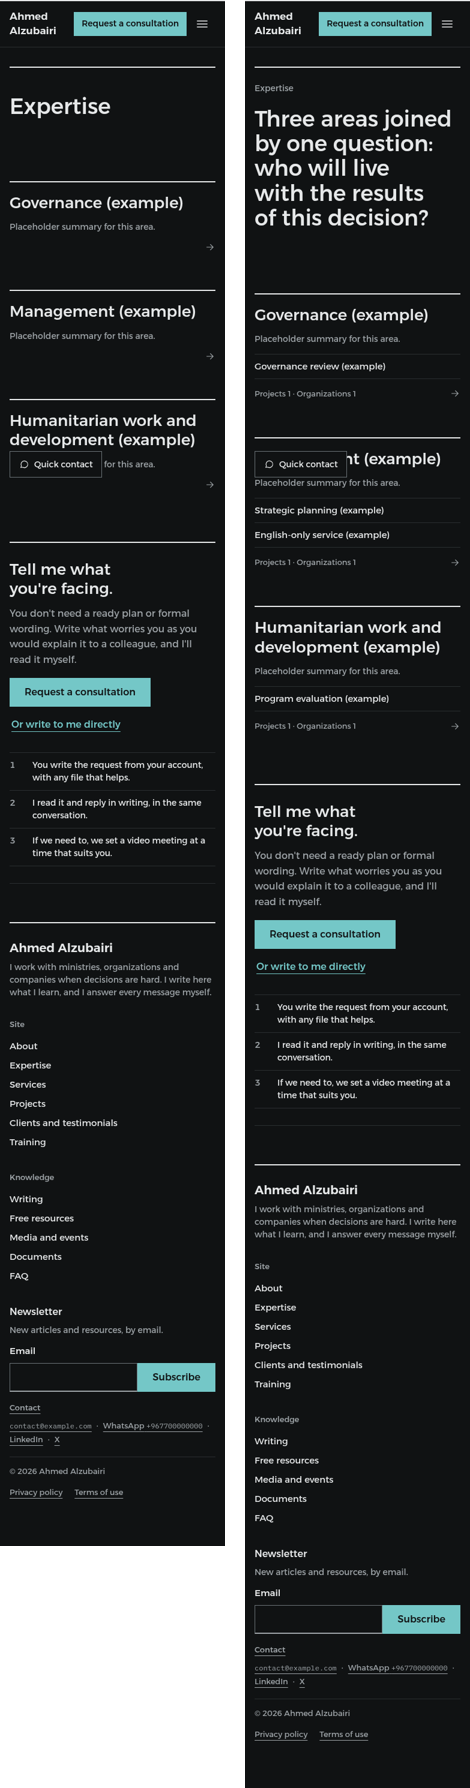 Ahmed
Alzubairi
Request a consultation
Expertise
Governance (example)
Placeholder summary for this area.
→
Management (example)
Placeholder summary for this area.
→
Humanitarian work and
development (example)
Quick contact
for this area.
→
Tell me what
you're facing.
You don't need a ready plan or formal
wording. Write what worries you as you
would explain it to a colleague, and I'll
read it myself.
Request a consultation
Or write to me directly
1 You write the request from your account,
with any file that helps.
2 I read it and reply in writing, in the same
conversation.
3 If we need to, we set a video meeting at a
time that suits you.
Ahmed Alzubairi
I work with ministries, organizations and
companies when decisions are hard. I write here
what I learn, and I answer every message myself.
Site
About
Expertise
Services
Projects
Clients and testimonials
Training
Knowledge
Writing
Free resources
Media and events
Documents
FAQ
Newsletter
New articles and resources, by email.
Email
Subscribe
Contact
contact@example.com · WhatsApp +967700000000 ·
LinkedIn · X
© 2026 Ahmed Alzubairi
Privacy policy Terms of use
Ahmed
Alzubairi
Request a consultation
Expertise
Three areas joined
by one question:
who will live
with the results
of this decision?
Governance (example)
Placeholder summary for this area.
Governance review (example)
Projects 1 · Organizations 1 →
Quick contact
nt (example)
Placeholder summary for this area.
Strategic planning (example)
English-only service (example)
Projects 1 · Organizations 1 →
Humanitarian work and
development (example)
Placeholder summary for this area.
Program evaluation (example)
Projects 1 · Organizations 1 →
Tell me what
you're facing.
You don't need a ready plan or formal
wording. Write what worries you as you
would explain it to a colleague, and I'll
read it myself.
Request a consultation
Or write to me directly
1 You write the request from your account,
with any file that helps.
2 I read it and reply in writing, in the same
conversation.
3 If we need to, we set a video meeting at a
time that suits you.
Ahmed Alzubairi
I work with ministries, organizations and
companies when decisions are hard. I write here
what I learn, and I answer every message myself.
Site
About
Expertise
Services
Projects
Clients and testimonials
Training
Knowledge
Writing
Free resources
Media and events
Documents
FAQ
Newsletter
New articles and resources, by email.
Email
Subscribe
Contact
contact@example.com · WhatsApp +967700000000 ·
LinkedIn · X
© 2026 Ahmed Alzubairi
Privacy policy Terms of use